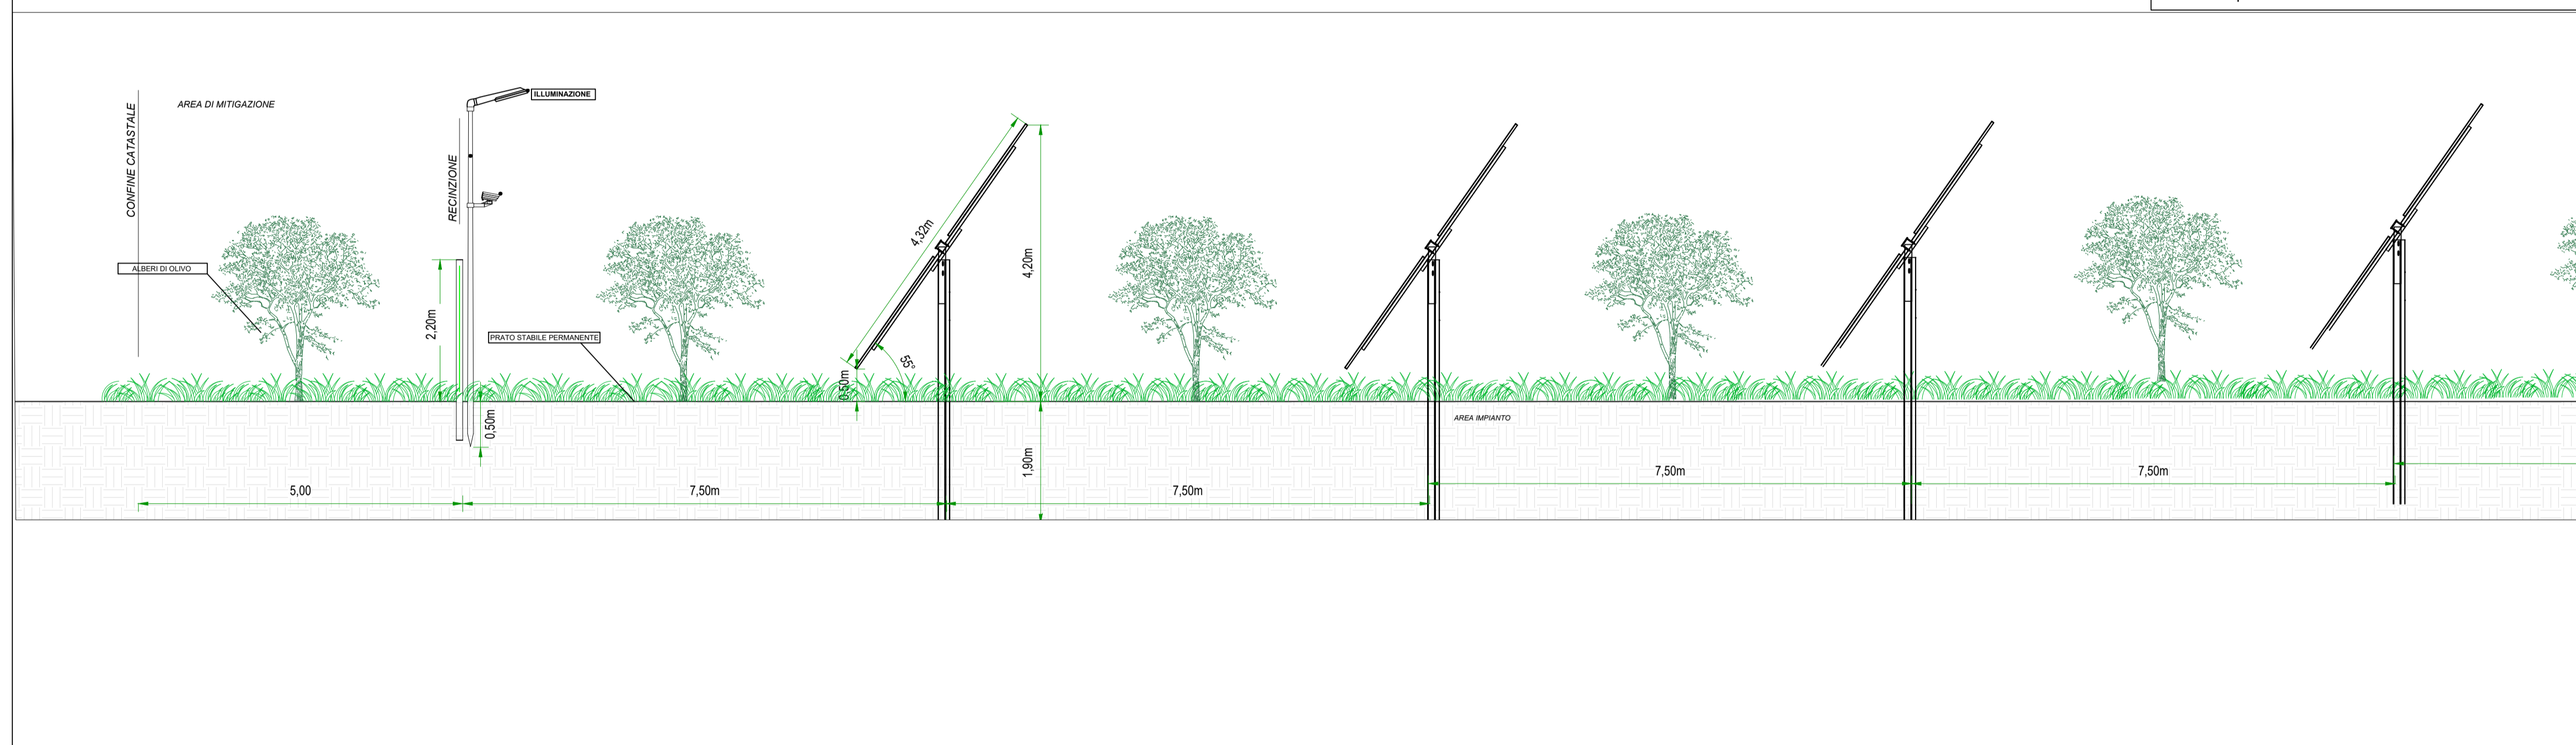 CONFINE CATASTALE
AREA DI MITIGAZIONE
ILLUMINAZIONE
RECINZIONE
ALBERI DI OLIVO
PRATO STABILE PERMANENTE
2,20m
0,50m
4,32m
4,20m
55°
0,50m
1,90m
AREA IMPIANTO
5,00
7,50m
7,50m
7,50m
7,50m